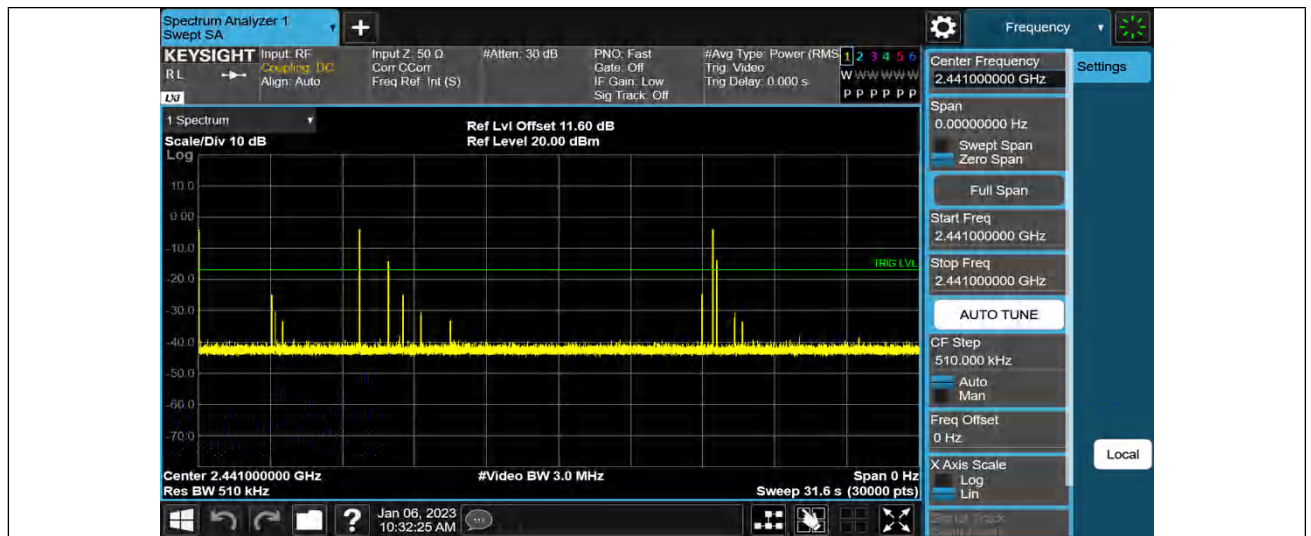 Spectrum Analyzer 1
Swept SA
+
Frequency
KEYSIGHT
RL
LXI
Input: RF
Coupling: DC
Align: Auto
Input Z: 50 Ω
Corr CCorr
Freq Ref: Int (S)
#Atten: 30 dB
PNO: Fast
Gate: Off
IF Gain: Low
Sig Track: Off
#Avg Type: Power (RMS
Trig: Video
Trig Delay: 0.000 s
1 2 3 4 5 6
W W W W W W
P P P P P P
1 Spectrum
Scale/Div 10 dB
Log
Ref Lvl Offset 11.60 dB
Ref Level 20.00 dBm
10.0
0.00
-10.0
-20.0
-30.0
-40.0
-50.0
-60.0
-70.0
TRIG LVL
Center 2.441000000 GHz
Res BW 510 kHz
#Video BW 3.0 MHz
Span 0 Hz
Sweep 31.6 s (30000 pts)
Center Frequency
2.441000000 GHz
Span
0.00000000 Hz
Swept Span
Zero Span
Full Span
Start Freq
2.441000000 GHz
Stop Freq
2.441000000 GHz
AUTO TUNE
CF Step
510.000 kHz
Auto
Man
Freq Offset
0 Hz
X Axis Scale
Log
Lin
Settings
Local
?
Jan 06, 2023
10:32:25 AM